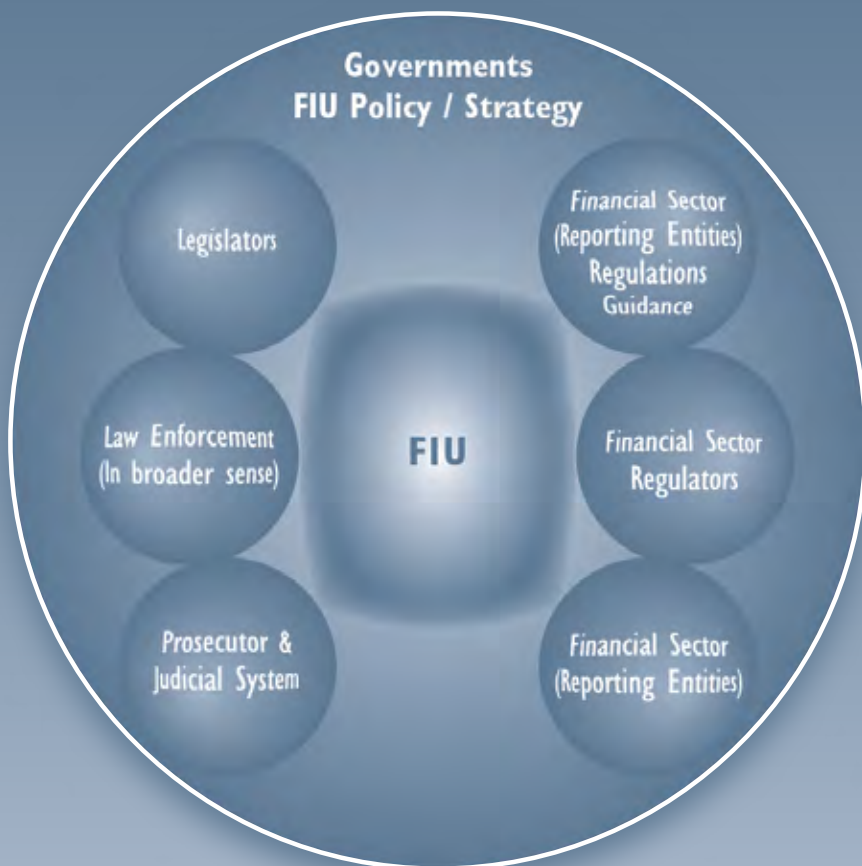 Governments
FIU Policy / Strategy
Legislators
Financial Sector
(Reporting Entities)
Regulations
Guidance
Law Enforcement
(In broader sense)
FIU
Financial Sector
Regulators
Prosecutor &
Judicial System
Financial Sector
(Reporting Entities)